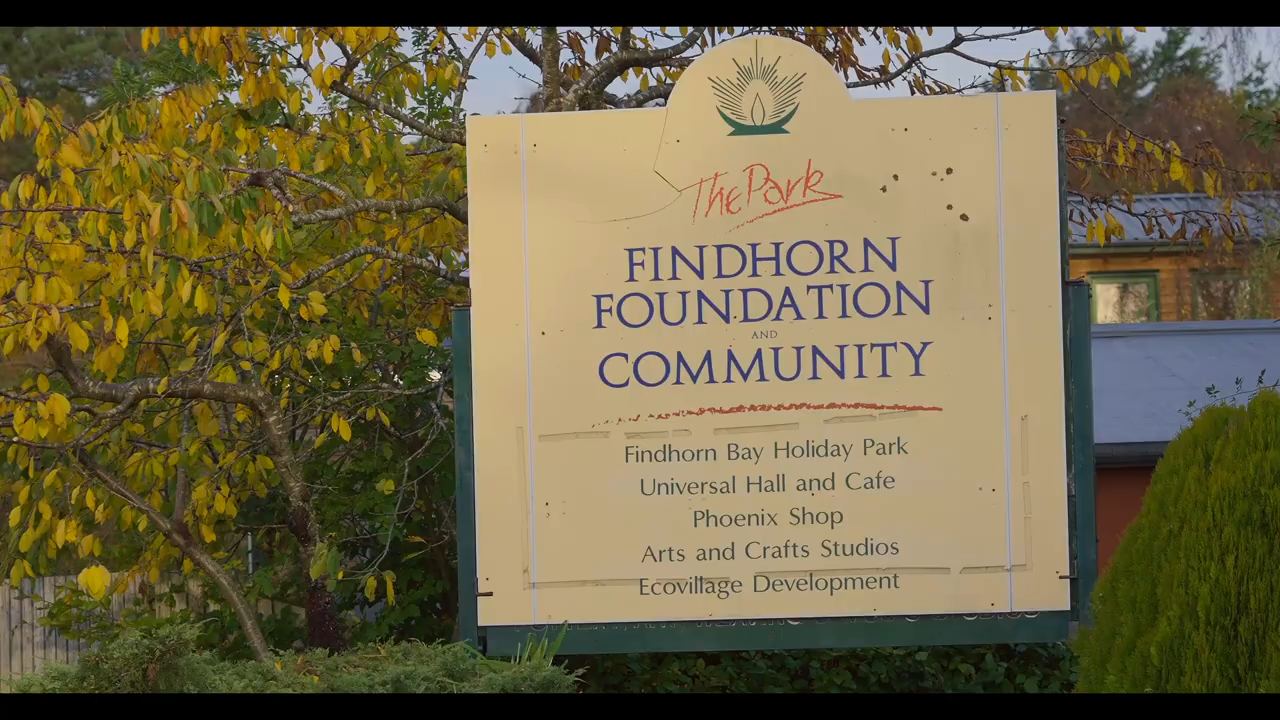 The Park
FINDHORN
FOUNDATION
AND
COMMUNITY
Findhorn Bay Holiday Park
Universal Hall and Cafe
Phoenix Shop
Arts and Crafts Studios
Ecovillage Development